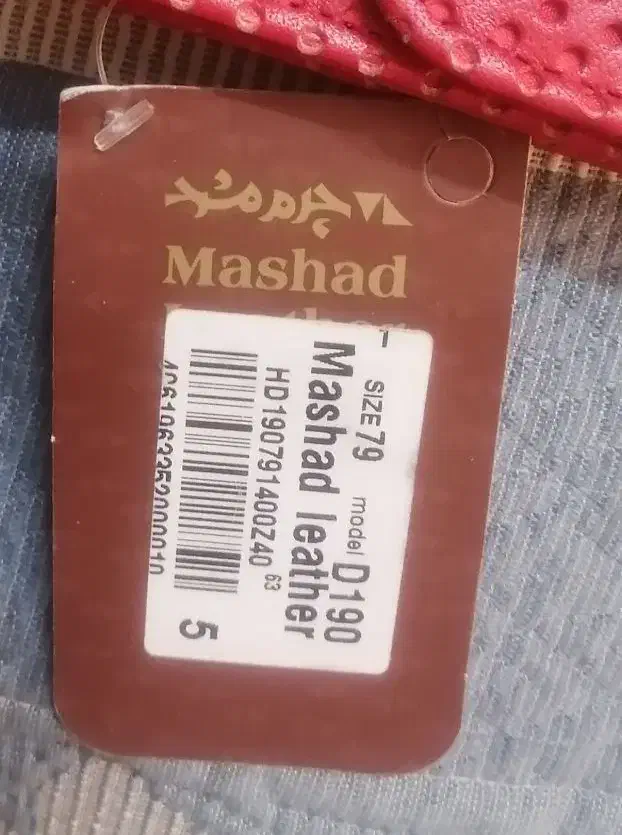 چرم مشهد
Mashad
SIZE 79 model D190
Mashad leather
HD190791400Z40 63
5